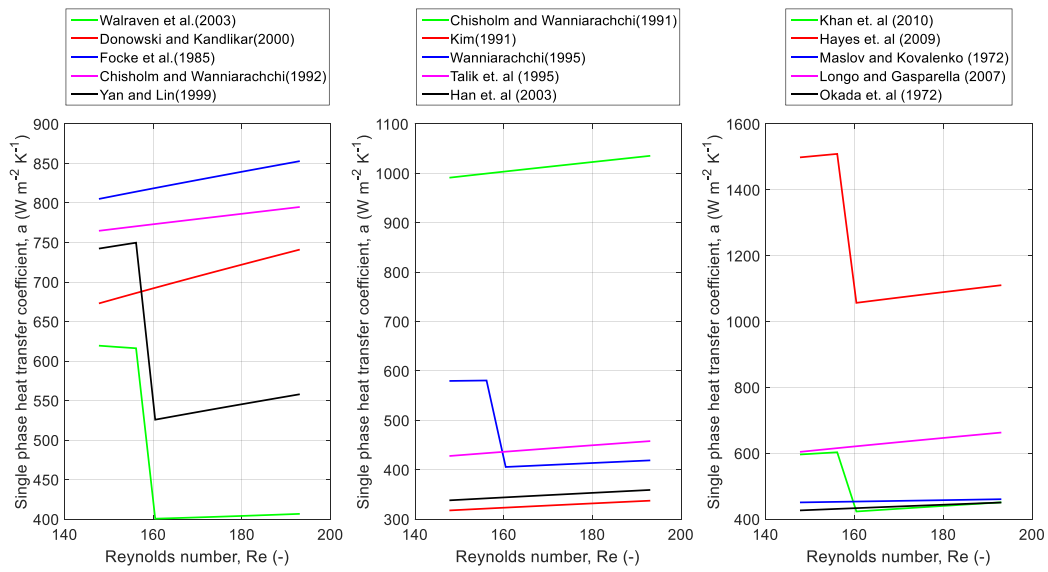 Walraven et al.(2003)
Donowski and Kandlikar(2000)
Focke et al.(1985)
Chisholm and Wanniarachchi(1992)
Yan and Lin(1999)
900
850
800
750
700
650
600
550
500
450
400
140
160
180
200
Single phase heat transfer coefficient, a (W m-2 K-1)
Reynolds number, Re (-)
Chisholm and Wanniarachchi(1991)
Kim(1991)
Wanniarachchi(1995)
Talik et. al (1995)
Han et. al (2003)
1100
1000
900
800
700
600
500
400
300
140
160
180
200
Single phase heat transfer coefficient, a (W m-2 K-1)
Reynolds number, Re (-)
Khan et. al (2010)
Hayes et. al (2009)
Maslov and Kovalenko (1972)
Longo and Gasparella (2007)
Okada et. al (1972)
1600
1400
1200
1000
800
600
400
140
160
180
200
Single phase heat transfer coefficient, a (W m-2 K-1)
Reynolds number, Re (-)